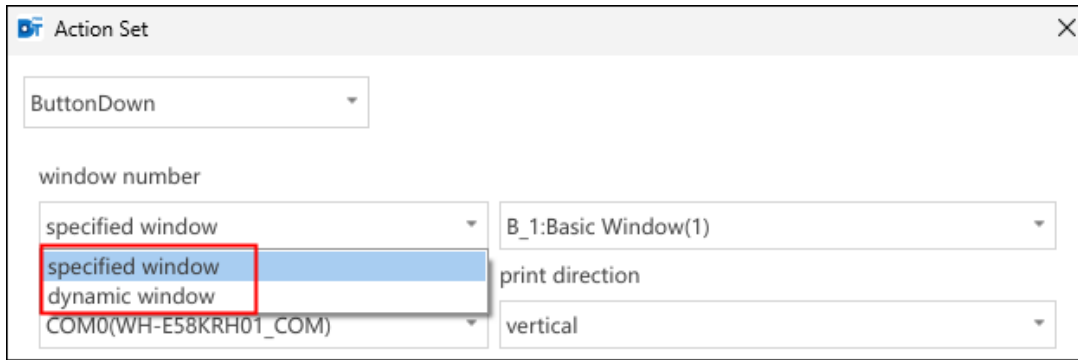 DT Action Set
ButtonDown
window number
specified window B_1:Basic Window(1)
specified window
print direction
dynamic window
COM0(WH-E58KRH01_COM) vertical